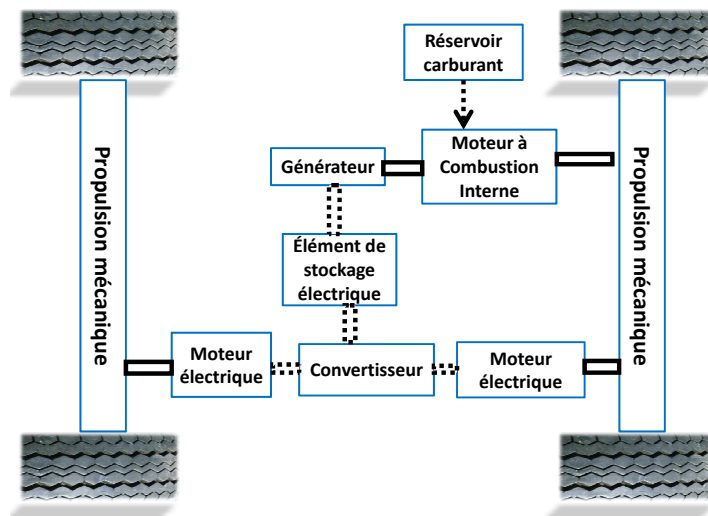 Réservoir
carburant
Moteur à
Combustion
Interne
Générateur
Élément de
stockage
électrique
Propulsion mécanique
Propulsion mécanique
Moteur
électrique
Convertisseur
Moteur
électrique